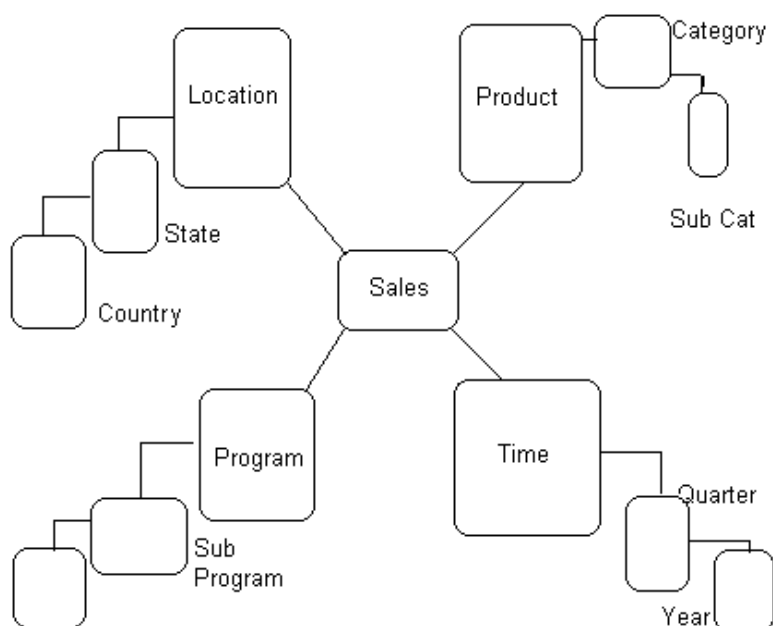 Category
Location
Product
Sub Cat
State
Sales
Country
Program
Time
Quarter
Sub
Program
Year